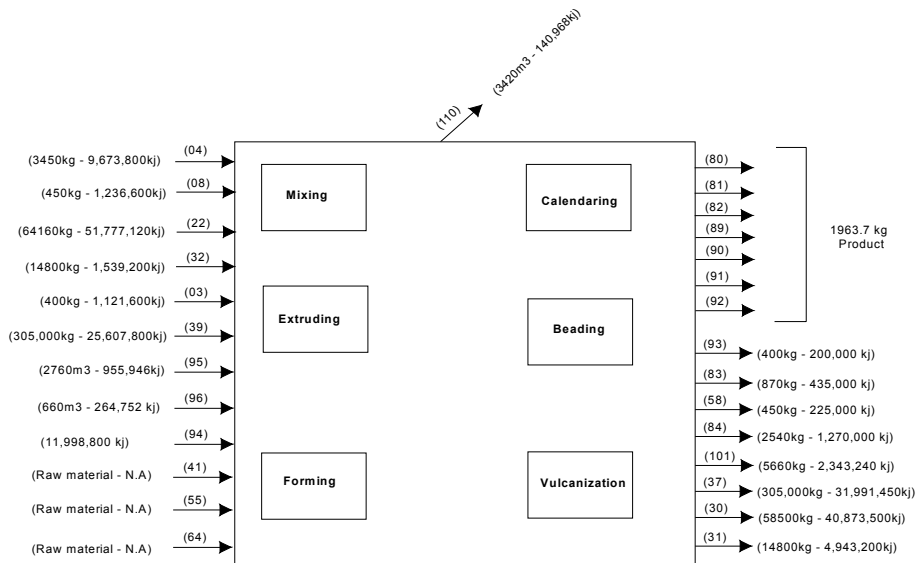 (3420m3 - 140,968kj)
(110)
(3450kg - 9,673,800kj) (04)
(450kg - 1,236,600kj) (08)
(64160kg - 51,777,120kj) (22)
(14800kg - 1,539,200kj) (32)
(400kg - 1,121,600kj) (03)
(305,000kg - 25,607,800kj) (39)
(2760m3 - 955,946kj) (95)
(660m3 - 264,752 kj) (96)
(11,998,800 kj) (94)
(Raw material - N.A) (41)
(Raw material - N.A) (55)
(Raw material - N.A) (64)
Mixing
Calendaring
Extruding
Beading
Forming
Vulcanization
(80)
(81)
(82)
(89)
(90)
(91)
(92)
1963.7 kg
Product
(93) (400kg - 200,000 kj)
(83) (870kg - 435,000 kj)
(58) (450kg - 225,000 kj)
(84) (2540kg - 1,270,000 kj)
(101) (5660kg - 2,343,240 kj)
(37) (305,000kg - 31,991,450kj)
(30) (58500kg - 40,873,500kj)
(31) (14800kg - 4,943,200kj)